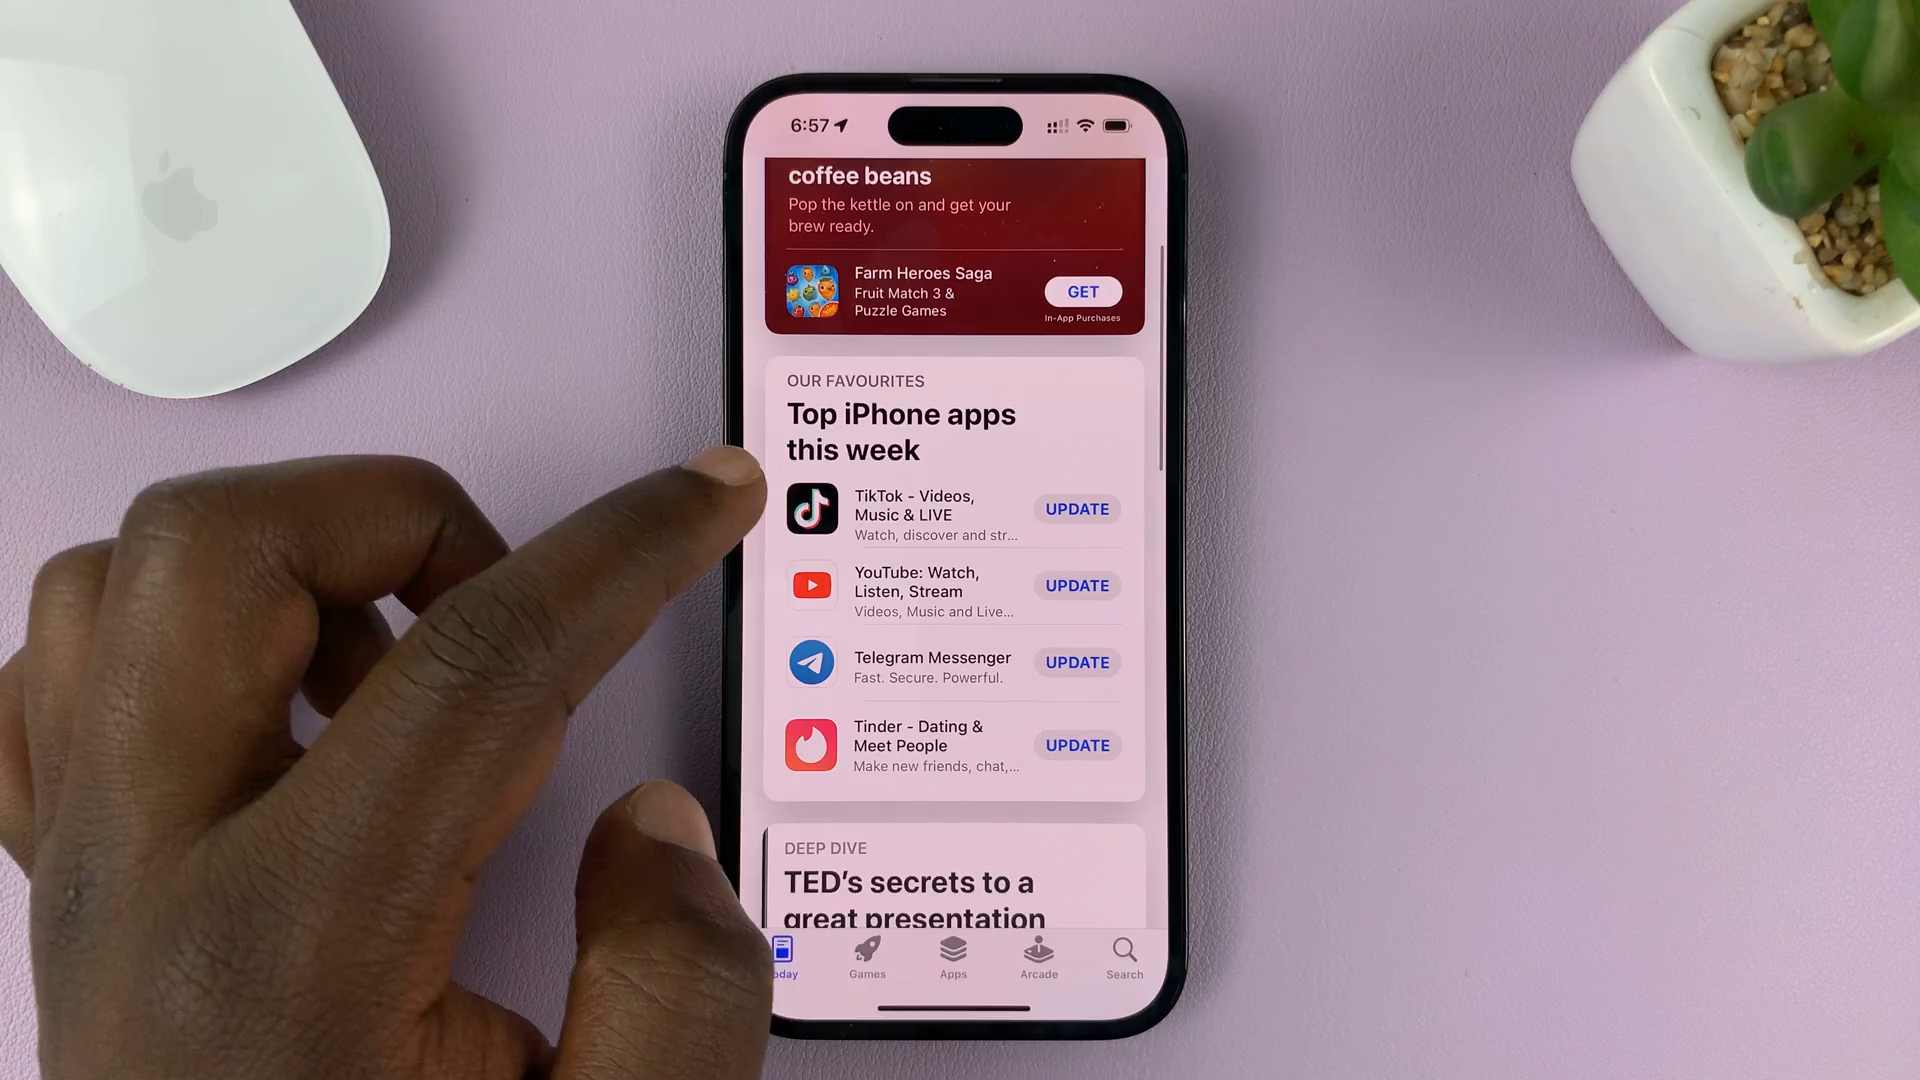 6:57
coffee beans
Pop the kettle on and get your
brew ready.
Farm Heroes Saga
Fruit Match 3 &
Puzzle Games
GET
In-App Purchases
OUR FAVOURITES
Top iPhone apps
this week
TikTok - Videos,
Music & LIVE
Watch, discover and str...
UPDATE
YouTube: Watch,
Listen, Stream
Videos, Music and Live...
UPDATE
Telegram Messenger
Fast. Secure. Powerful.
UPDATE
Tinder - Dating &
Meet People
Make new friends, chat,...
UPDATE
DEEP DIVE
TED's secrets to a
great presentation
oday
Games
Apps
Arcade
Search